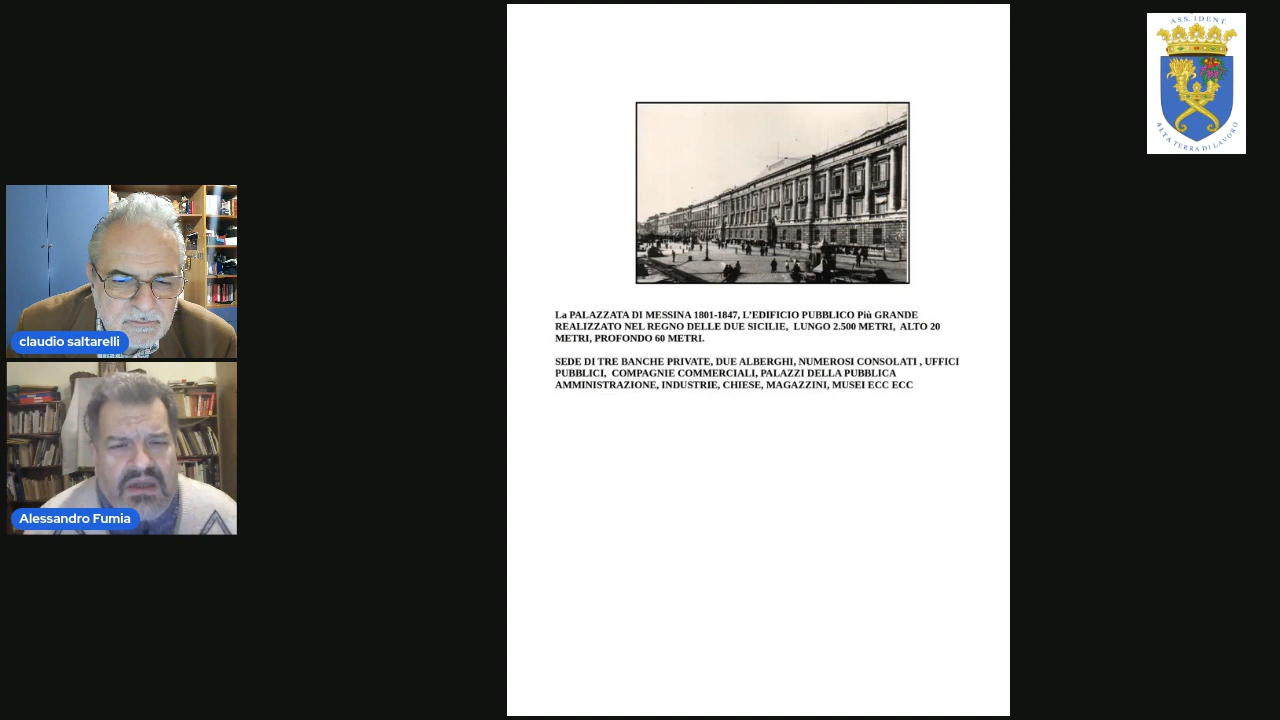 ASS. IDENT.
ALTA TERRA DI LAVORO
claudio saltarelli
Alessandro Fumia
La PALAZZATA DI MESSINA 1801-1847, L'EDIFICIO PUBBLICO Più GRANDE
REALIZZATO NEL REGNO DELLE DUE SICILIE, LUNGO 2.500 METRI, ALTO 20
METRI, PROFONDO 60 METRI.
SEDE DI TRE BANCHE PRIVATE, DUE ALBERGHI, NUMEROSI CONSOLATI , UFFICI
PUBBLICI, COMPAGNIE COMMERCIALI, PALAZZI DELLA PUBBLICA
AMMINISTRAZIONE, INDUSTRIE, CHIESE, MAGAZZINI, MUSEI ECC ECC